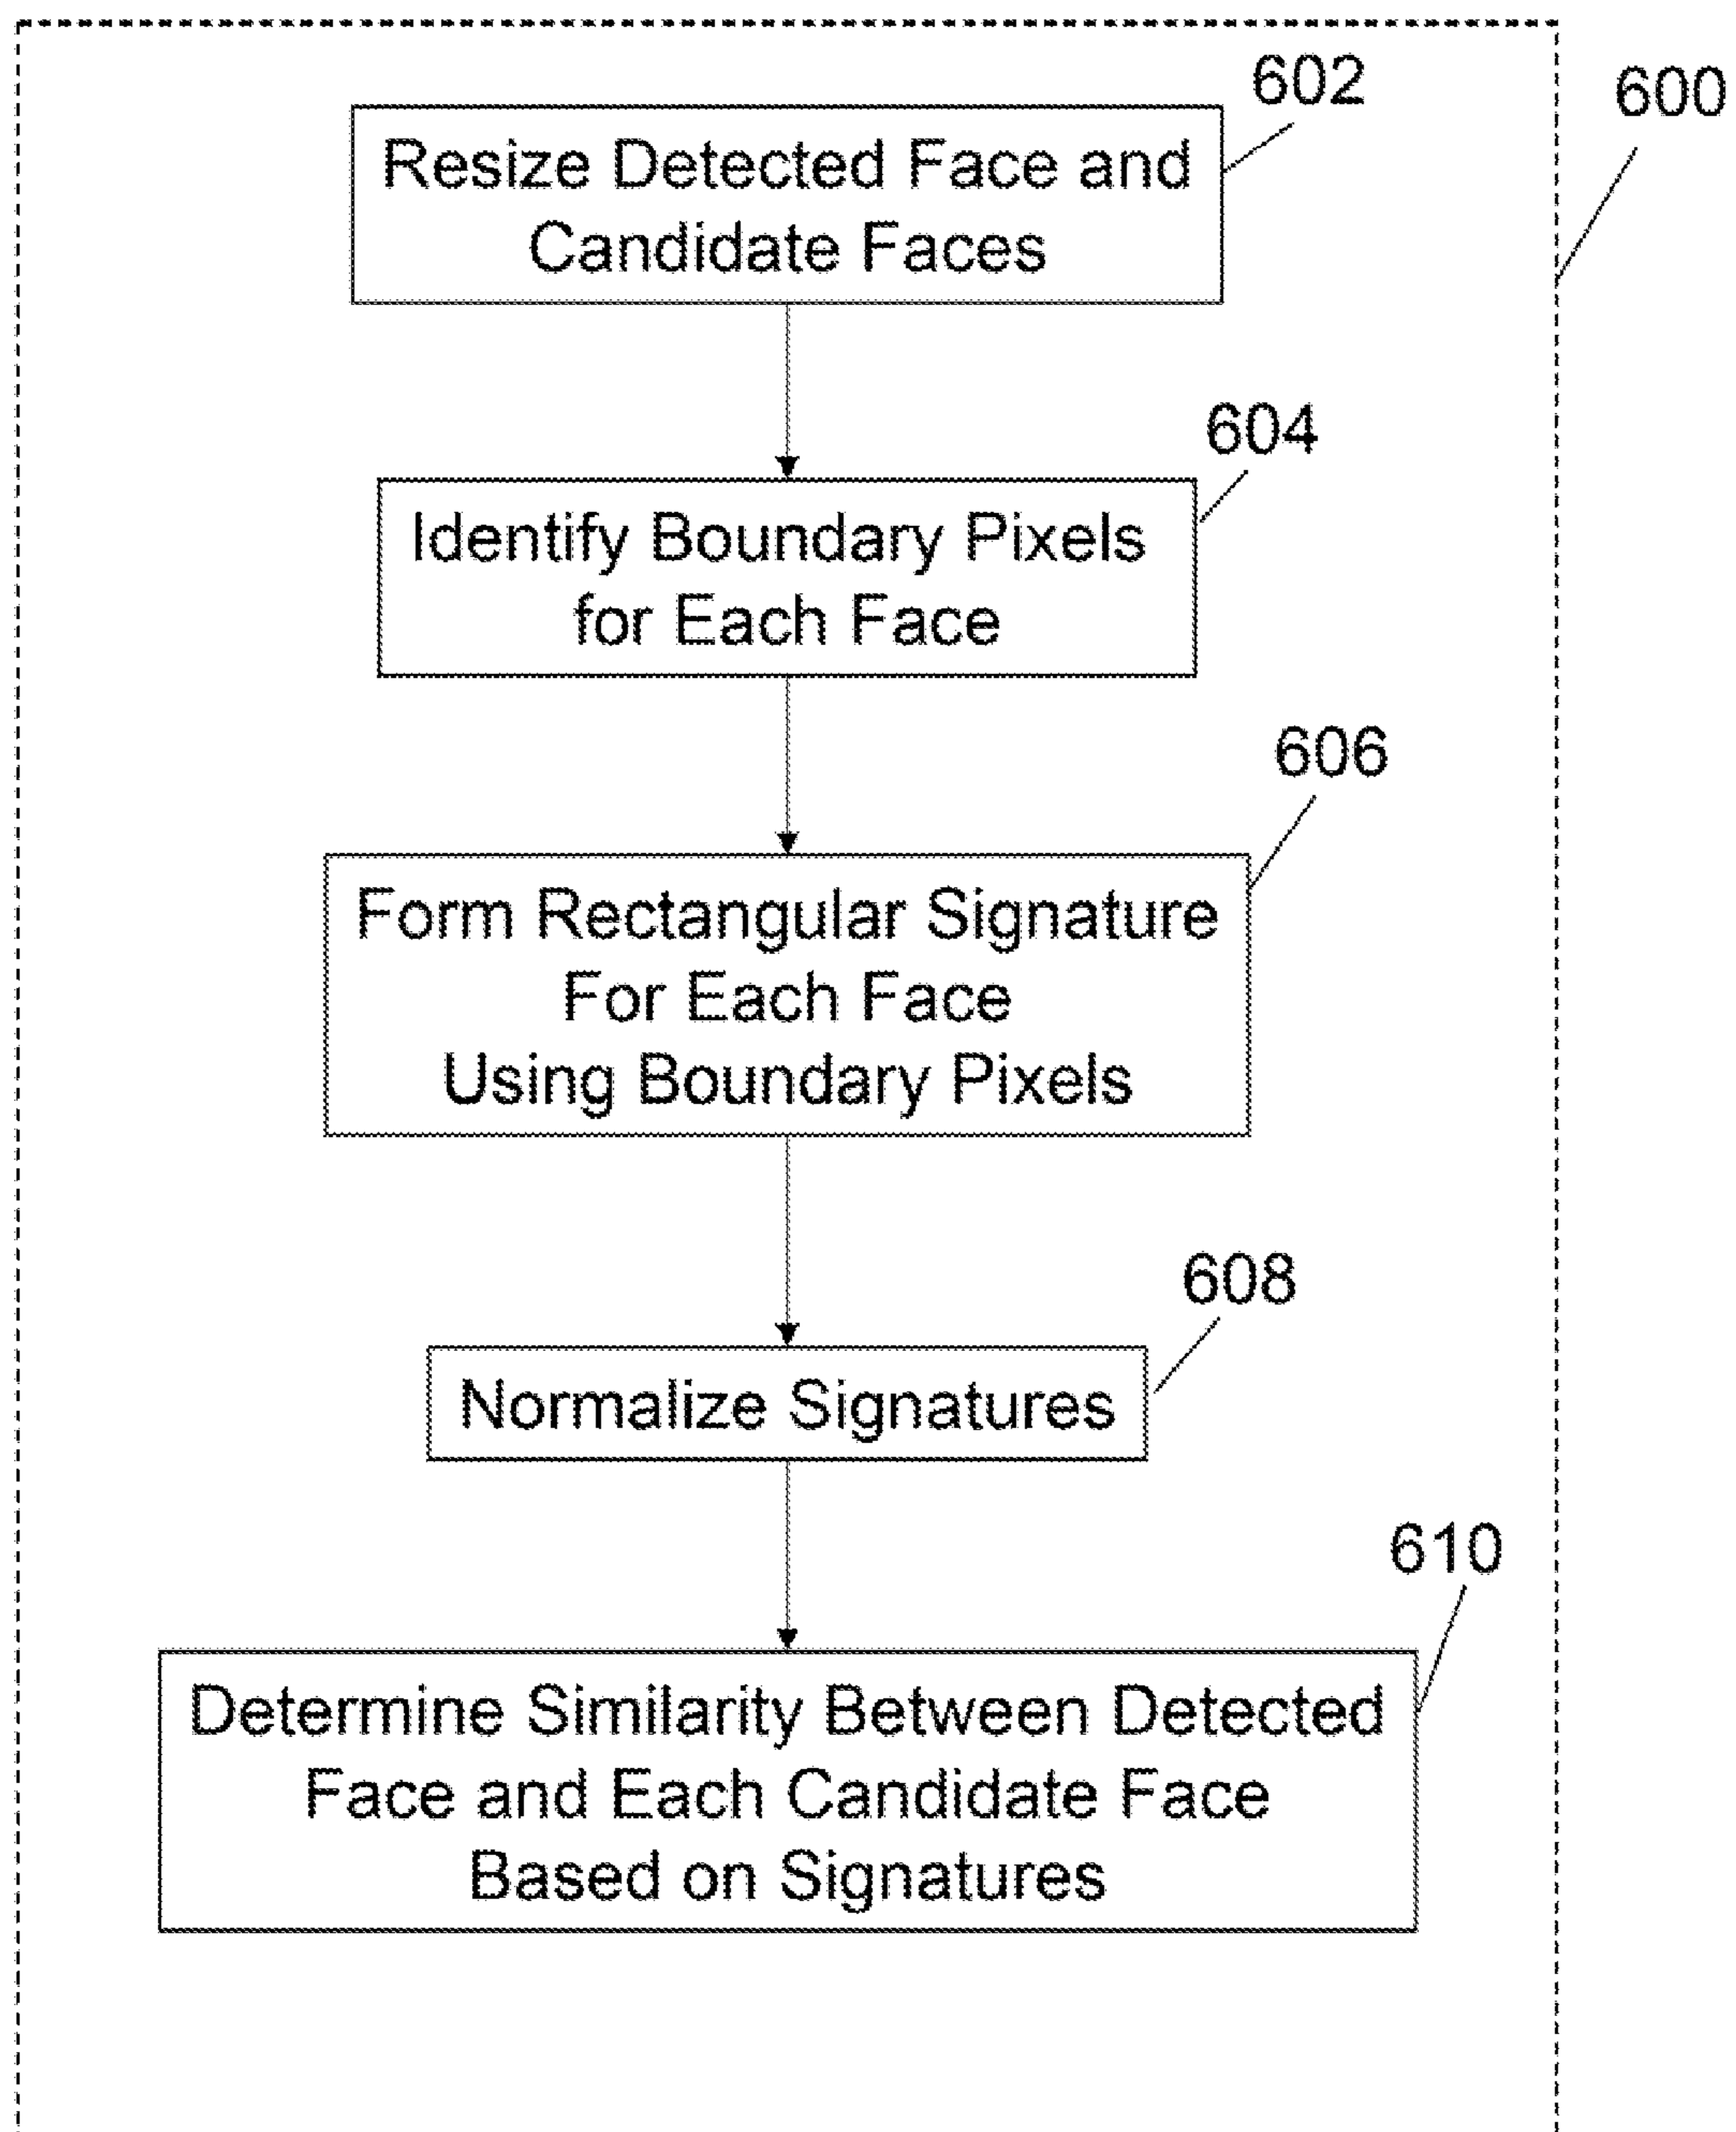 602
600
Resize Detected Face and
Candidate Faces
604
Identify Boundary Pixels
for Each Face
606
Form Rectangular Signature
For Each Face
Using Boundary Pixels
608
Normalize Signatures
610
Determine Similarity Between Detected
Face and Each Candidate Face
Based on Signatures